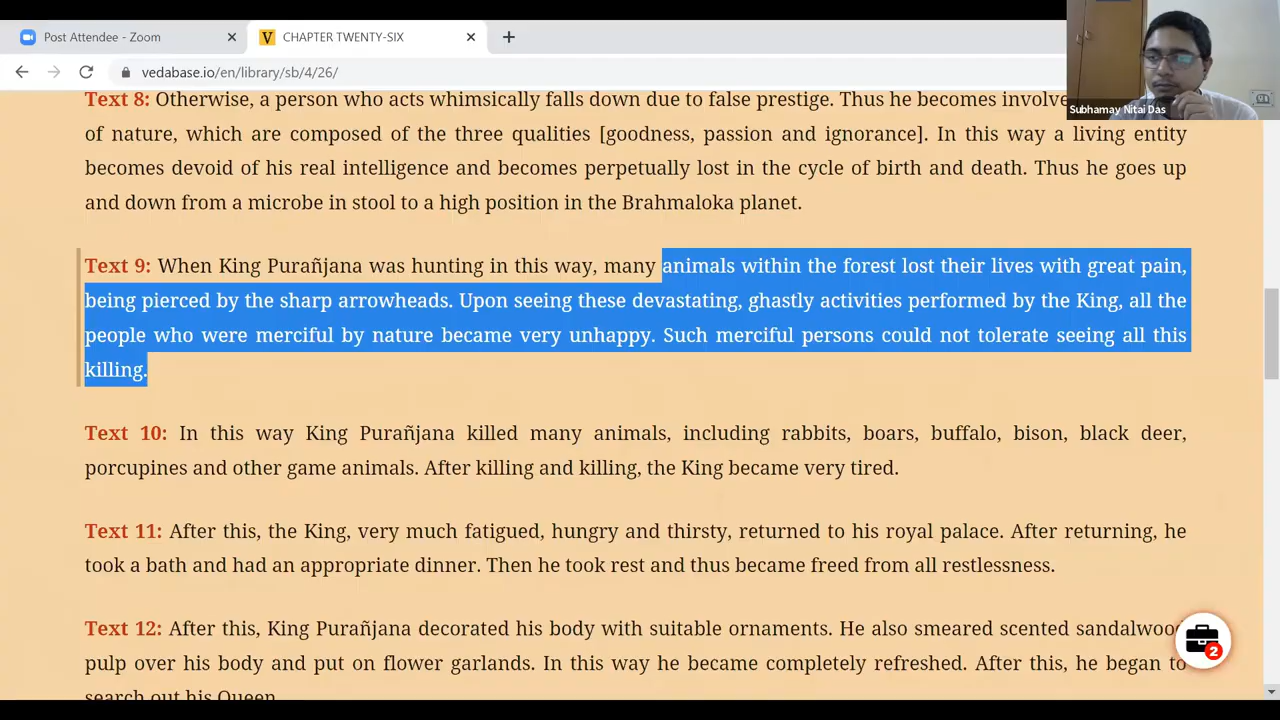 Post Attendee - Zoom
CHAPTER TWENTY-SIX
vedabase.io/en/library/sb/4/26/
Subhamay Nitai Das
Text 8: Otherwise, a person who acts whimsically falls down due to false prestige. Thus he becomes
of nature, which are composed of the three qualities [goodness, passion and ignorance]. In this way a living entity
becomes devoid of his real intelligence and becomes perpetually lost in the cycle of birth and death. Thus he goes up
and down from a microbe in stool to a high position in the Brahmaloka planet.
Text 9: When King Purañjana was hunting in this way, many animals within the forest lost their lives with great pain,
being pierced by the sharp arrowheads. Upon seeing these devastating, ghastly activities performed by the King, all the
people who were merciful by nature became very unhappy. Such merciful persons could not tolerate seeing all this
killing.
Text 10: In this way King Purañjana killed many animals, including rabbits, boars, buffalo, bison, black deer,
porcupines and other game animals. After killing and killing, the King became very tired.
Text 11: After this, the King, very much fatigued, hungry and thirsty, returned to his royal palace. After returning, he
took a bath and had an appropriate dinner. Then he took rest and thus became freed from all restlessness.
Text 12: After this, King Purañjana decorated his body with suitable ornaments. He also smeared scented sandalwood
pulp over his body and put on flower garlands. In this way he became completely refreshed. After this, he began to
search out his Queen.
2